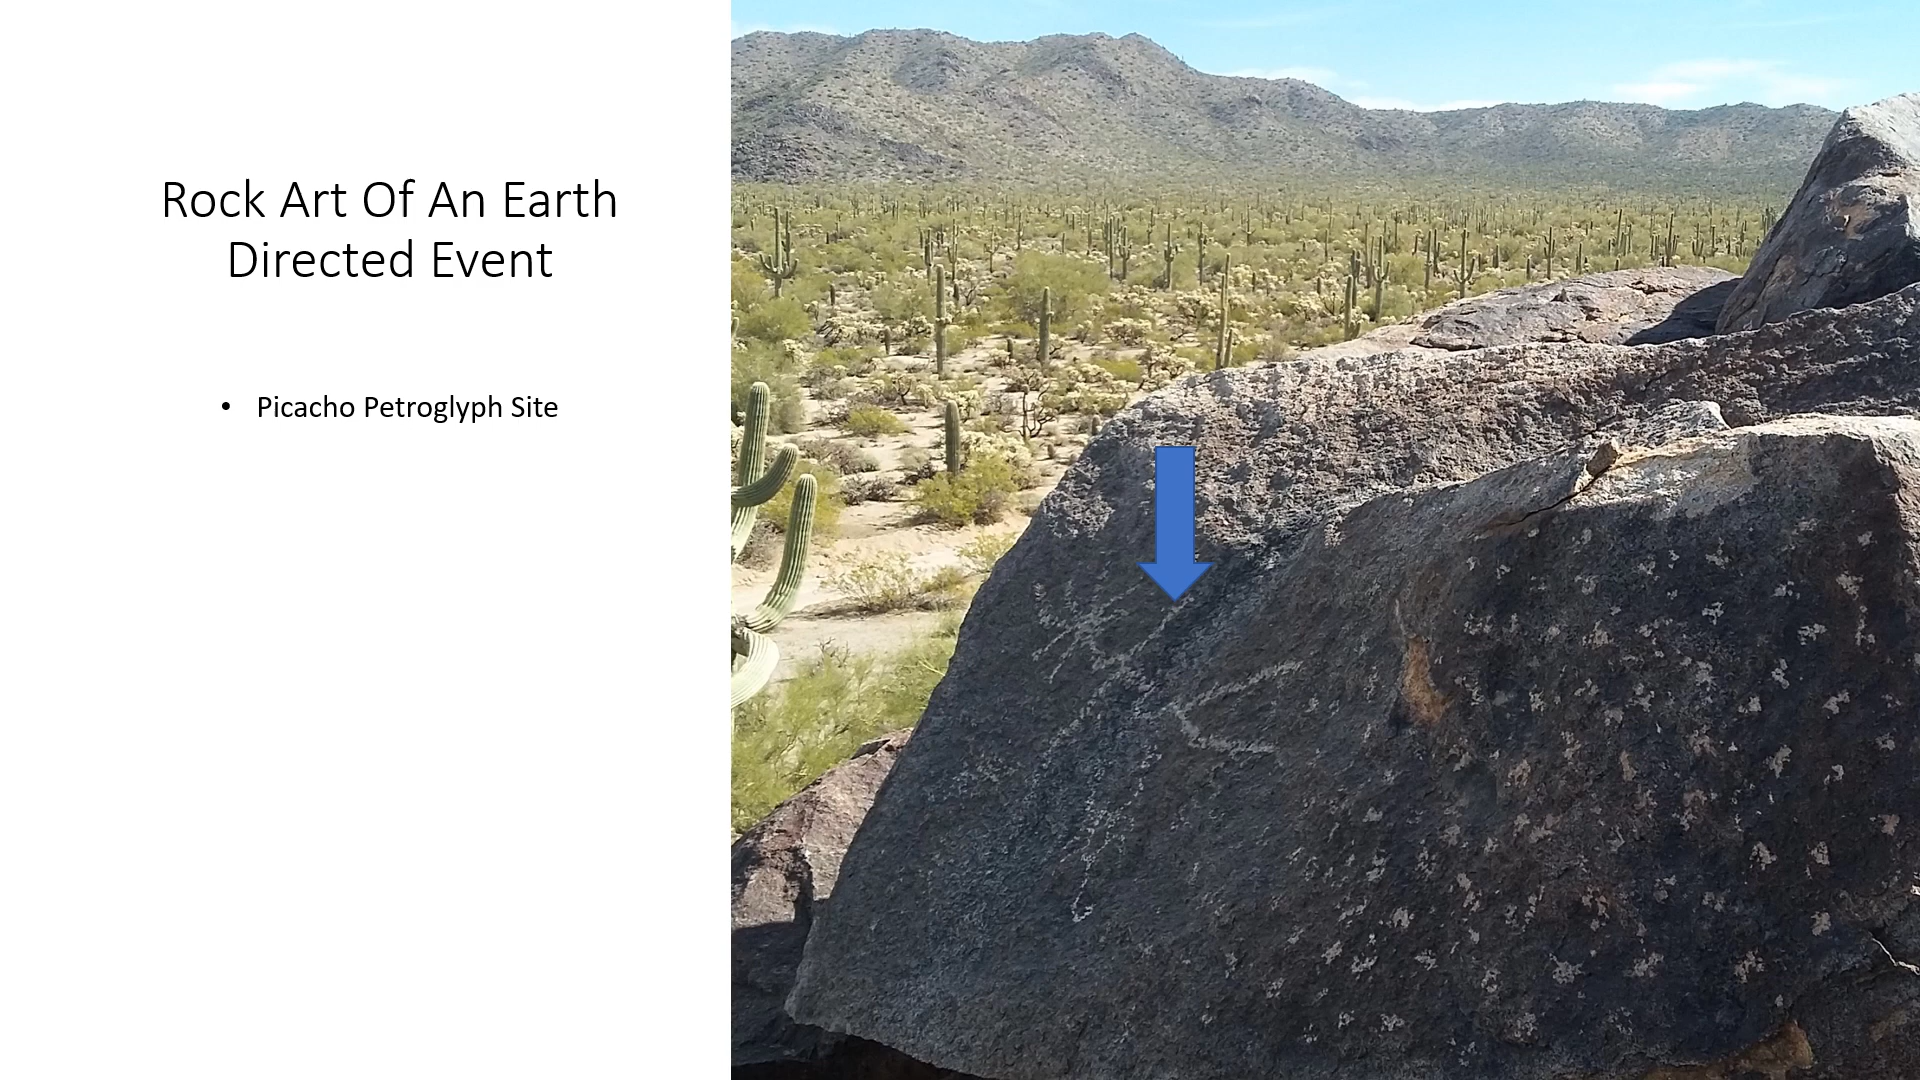 Rock Art Of An Earth
Directed Event
• Picacho Petroglyph Site